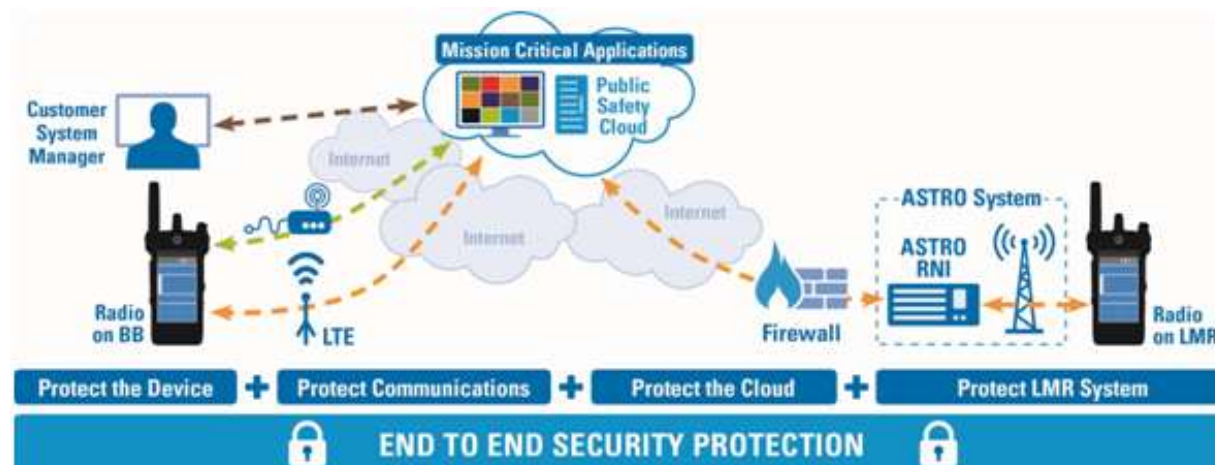 Mission Critical Applications
Public
Safety
Cloud
Customer
System
Manager
Internet
Internet
Internet
ASTRO System
ASTRO
RNI
Radio
on BB
LTE
Firewall
Radio
on LMR
Protect the Device + Protect Communications + Protect the Cloud + Protect LMR System
END TO END SECURITY PROTECTION